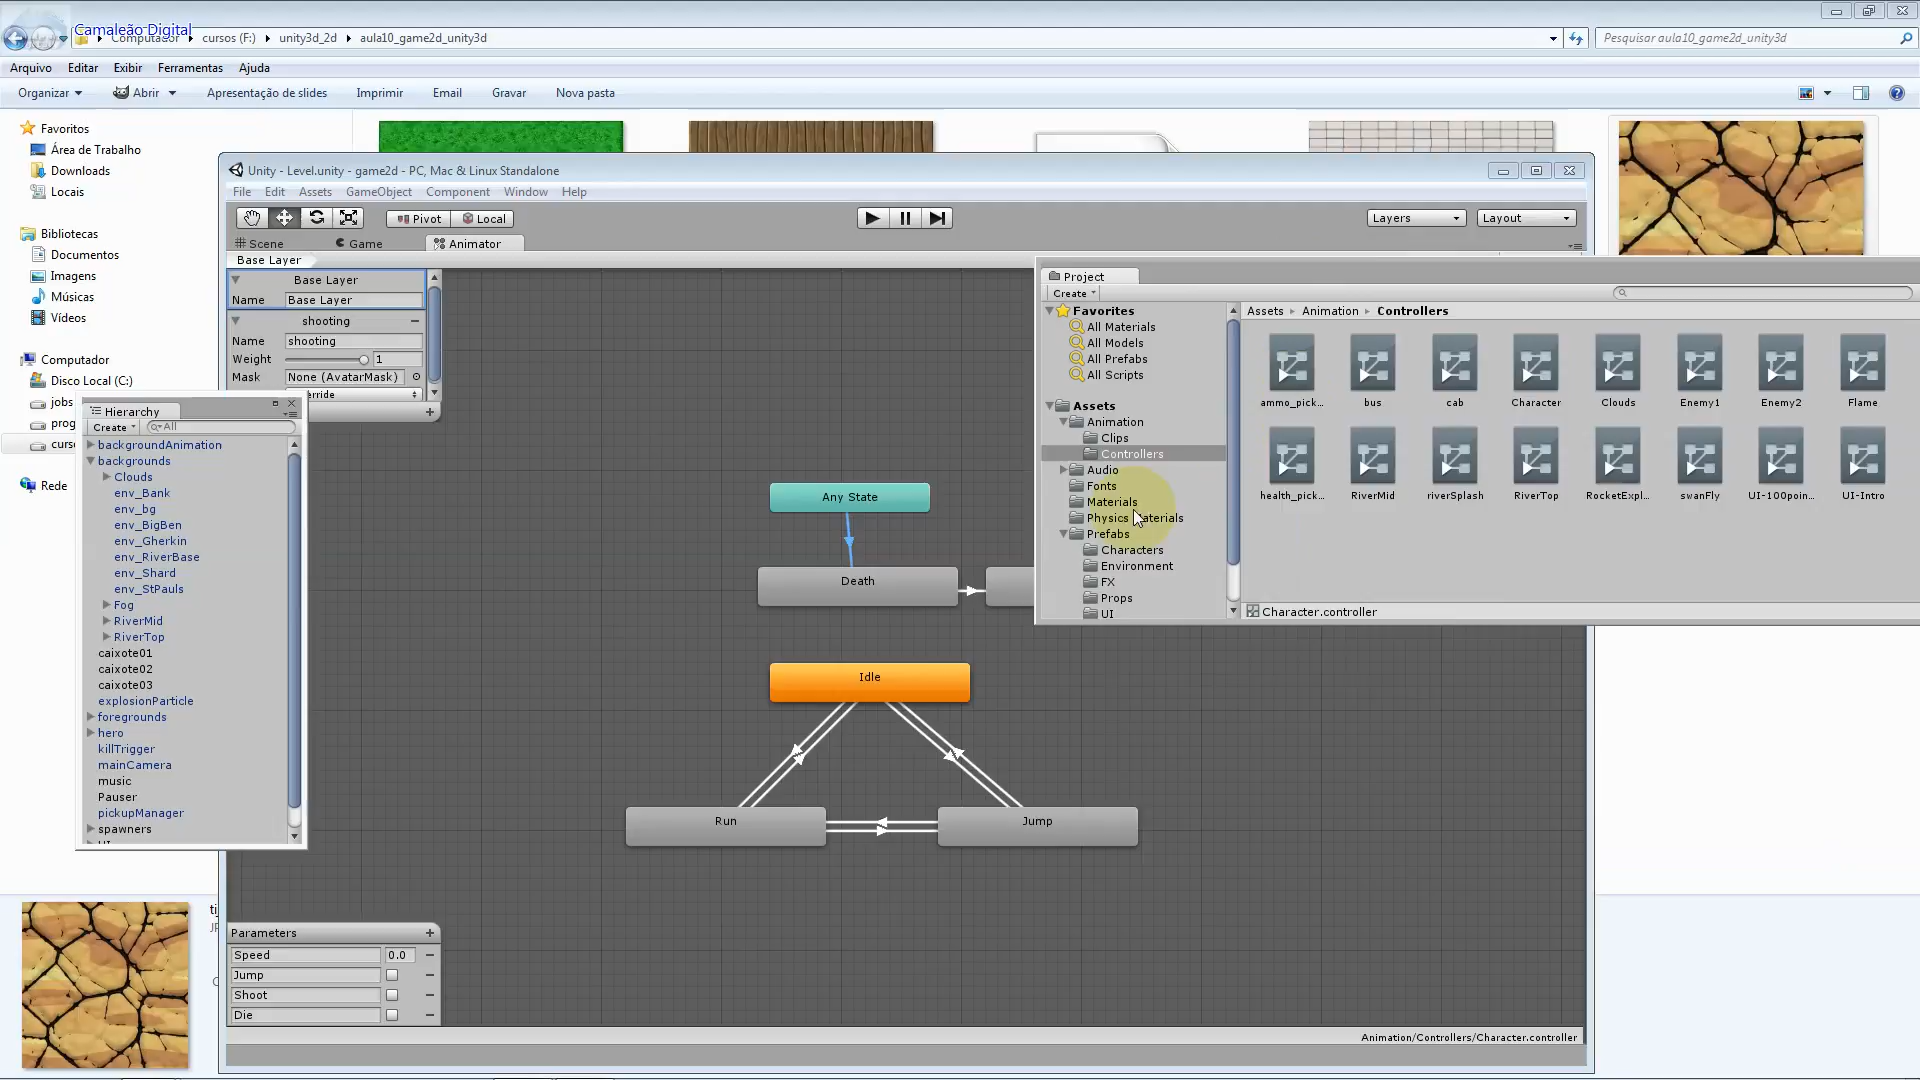 Camaleão Digital
Computador cursos (F:) unity3d_2d aula10_game2d_unity3d
Pesquisar aula10_game2d_unity3d
Arquivo Editar Exibir Ferramentas Ajuda
Organizar Abrir Apresentação de slides Imprimir Email Gravar Nova pasta
Favoritos
Área de Trabalho
Downloads
Locais
Bibliotecas
Documentos
Imagens
Músicas
Vídeos
Computador
Disco Local (C:)
jobs
prog
curso
Rede
Unity - Level.unity - game2d - PC, Mac & Linux Standalone
File Edit Assets GameObject Component Window Help
Pivot Local
Layers Layout
Scene Game Animator
Base Layer
Base Layer
Name Base Layer
shooting
Name shooting
Weight 1
Mask None (AvatarMask)
erride
Hierarchy
Create All
backgroundAnimation
backgrounds
Clouds
env_Bank
env_bg
env_BigBen
env_Gherkin
env_RiverBase
env_Shard
env_StPauls
Fog
RiverMid
RiverTop
caixote01
caixote02
caixote03
explosionParticle
foregrounds
hero
killTrigger
mainCamera
music
Pauser
pickupManager
spawners
Any State
Death
Idle
Run
Jump
Parameters
Speed 0.0
Jump
Shoot
Die
Animation/Controllers/Character.controller
Project
Create
Favorites
All Materials
All Models
All Prefabs
All Scripts
Assets
Animation
Clips
Controllers
Audio
Fonts
Materials
Physics Materials
Prefabs
Characters
Environment
FX
Props
UI
Assets Animation Controllers
ammo_pick... bus cab Character Clouds Enemy1 Enemy2 Flame
health_pick... RiverMid riverSplash RiverTop RocketExpl... swanFly UI-100poin... UI-Intro
Character.controller